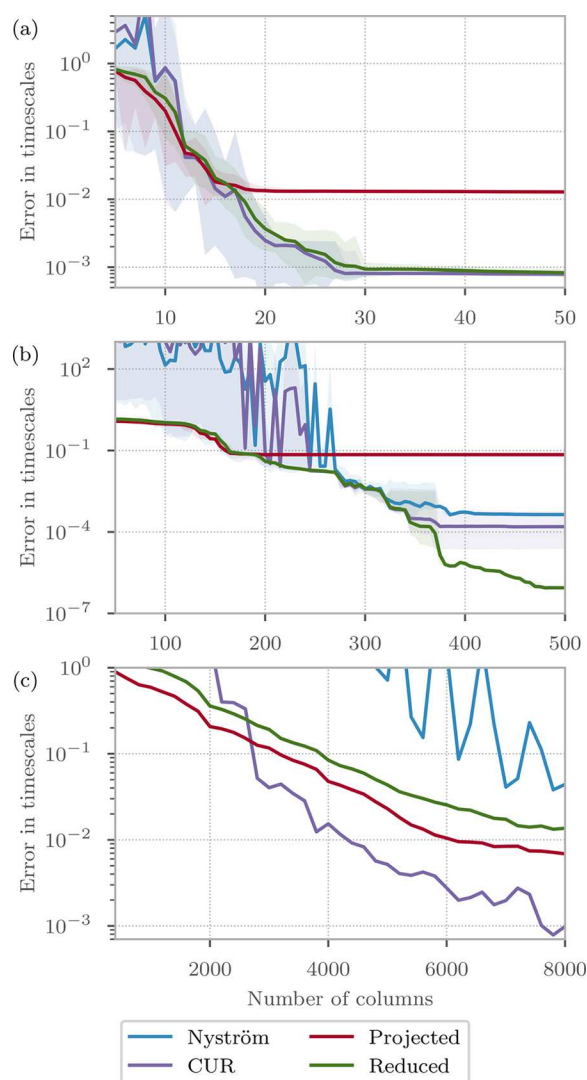 (a)
Error in timescales
10⁰
10⁻¹
10⁻²
10⁻³
10 20 30 40 50
(b)
Error in timescales
10²
10⁻¹
10⁻⁴
10⁻⁷
100 200 300 400 500
(c)
Error in timescales
10⁰
10⁻¹
10⁻²
10⁻³
2000 4000 6000 8000
Number of columns
Nyström Projected
CUR Reduced